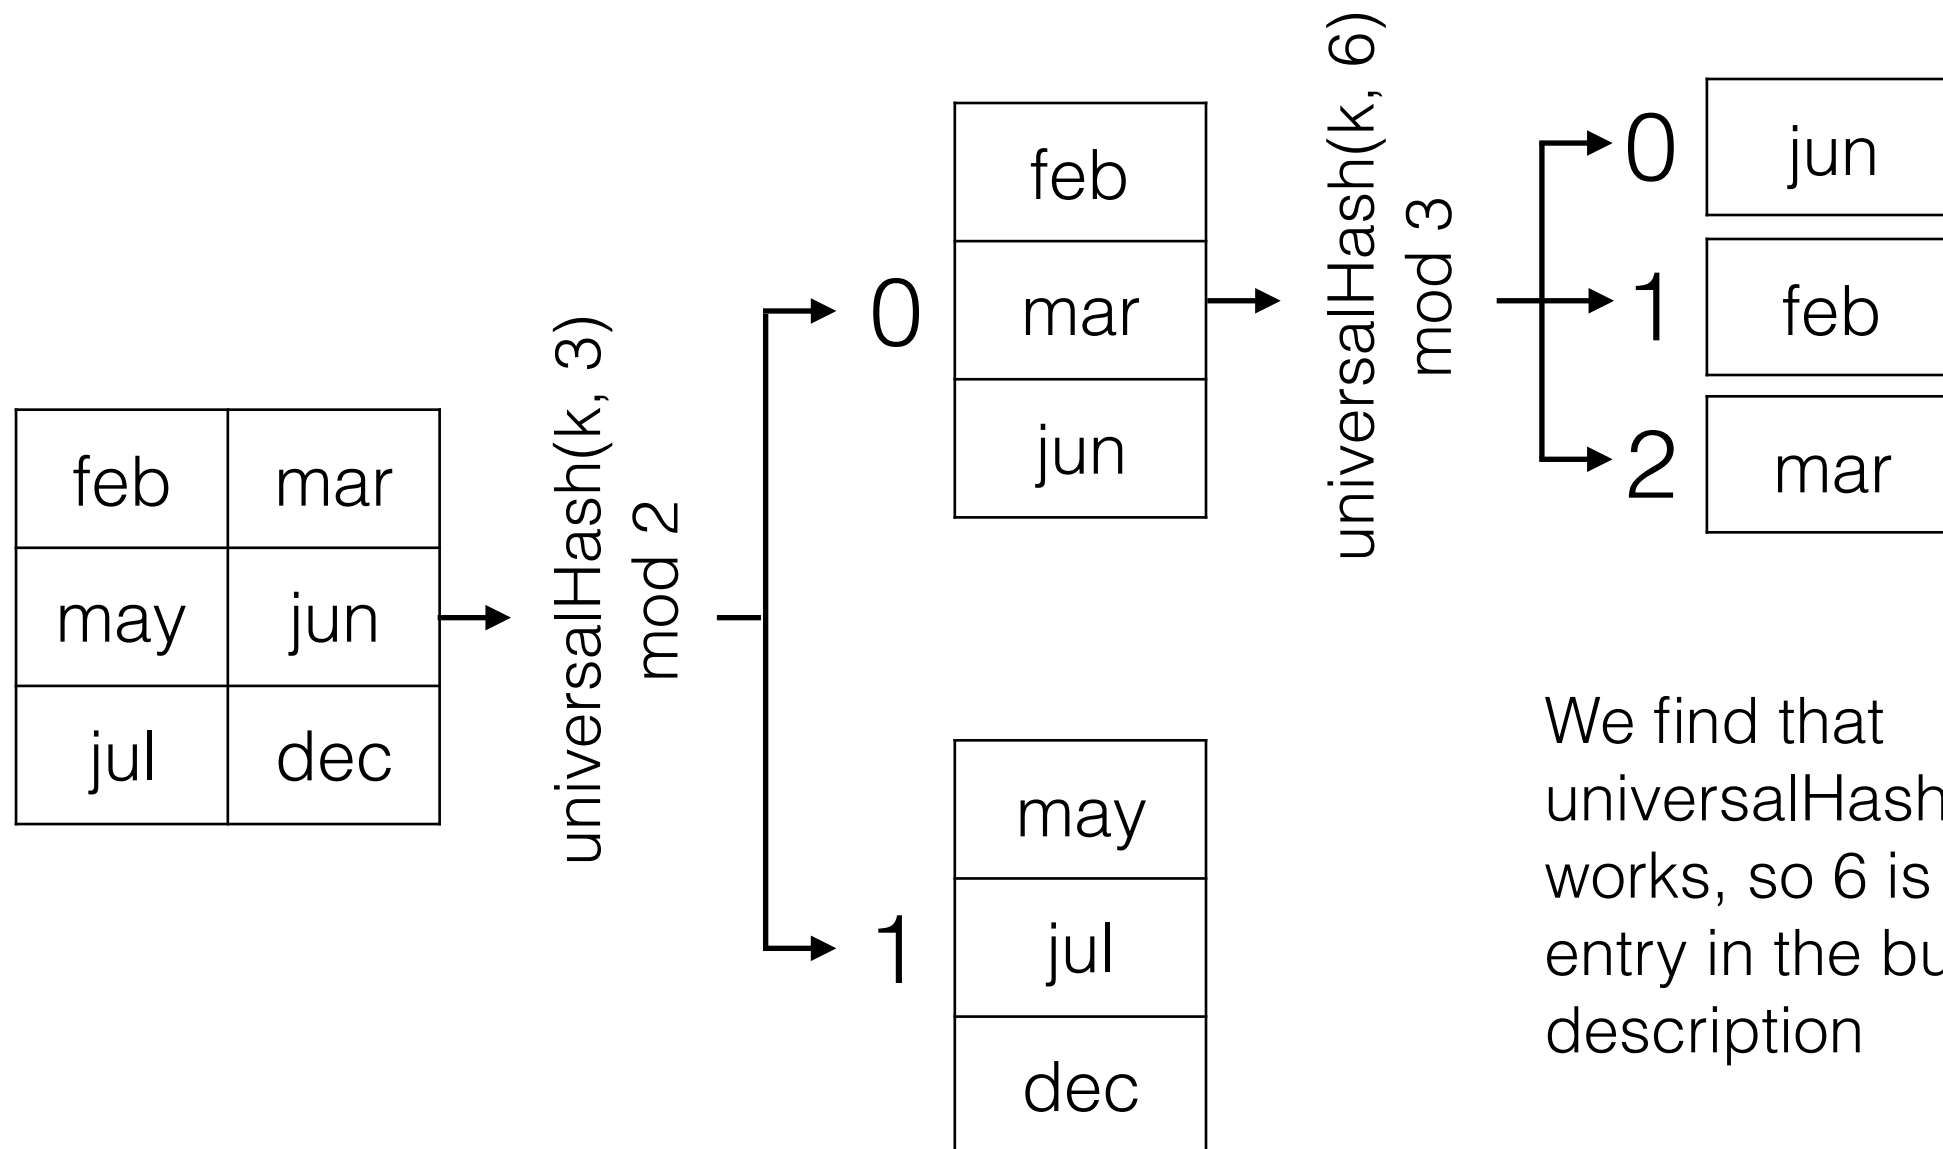 feb mar
may jun
jul dec
universalHash(k, 3)
mod 2
0
feb
mar
jun
1
may
jul
dec
universalHash(k, 6)
mod 3
0 jun
1 feb
2 mar
We find that
universalHash
works, so 6 is
entry in the bu
description